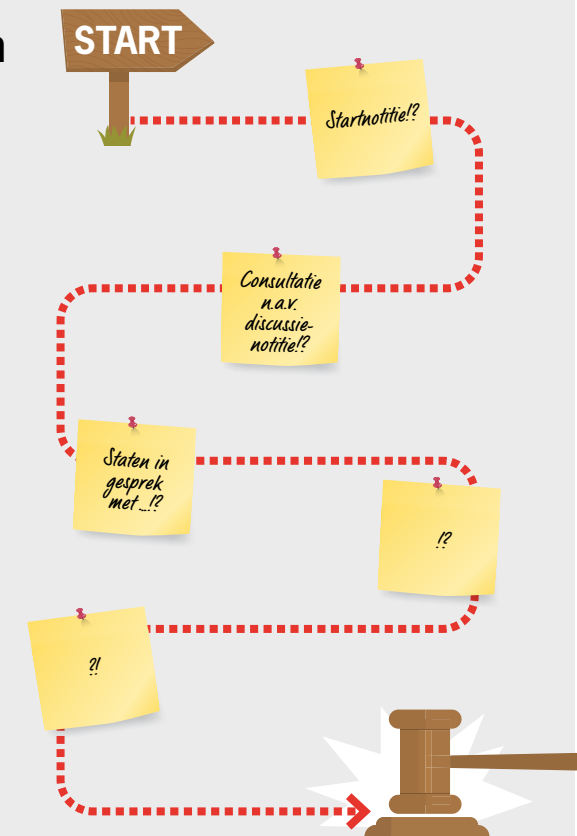 START
Startnotitie!?
Consultatie
n.a.v.
discussie-
notitie!?
Staten in
gesprek
met ...!?
!?
?!